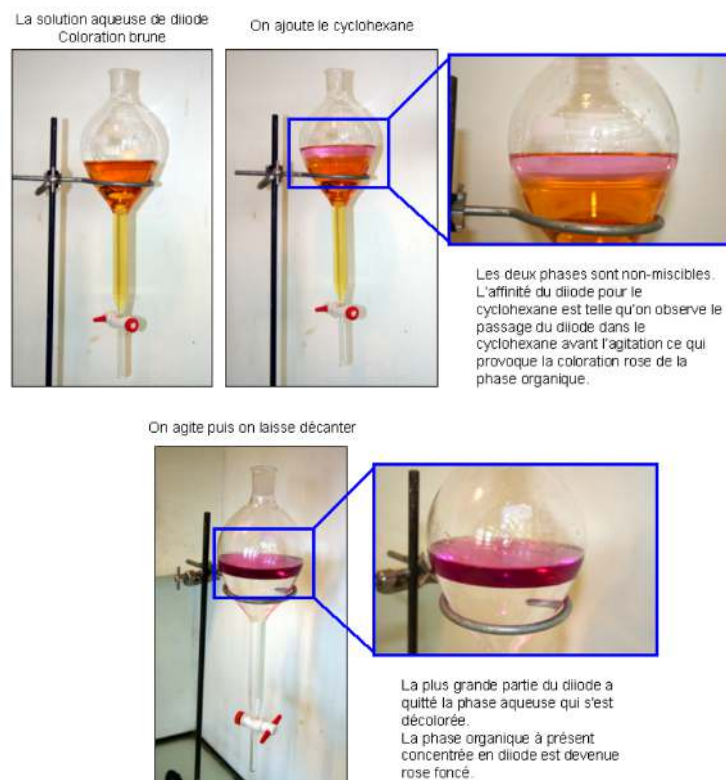 La solution aqueuse de diiode
Coloration brune
On ajoute le cyclohexane
Les deux phases sont non-miscibles.
L'affinité du diiode pour le
cyclohexane est telle qu'on observe le
passage du diiode dans le
cyclohexane avant l'agitation ce qui
provoque la coloration rose de la
phase organique.
On agite puis on laisse décanter
La plus grande partie du diiode a
quitté la phase aqueuse qui s'est
décolorée.
La phase organique à présent
concentrée en diiode est devenue
rose foncé.